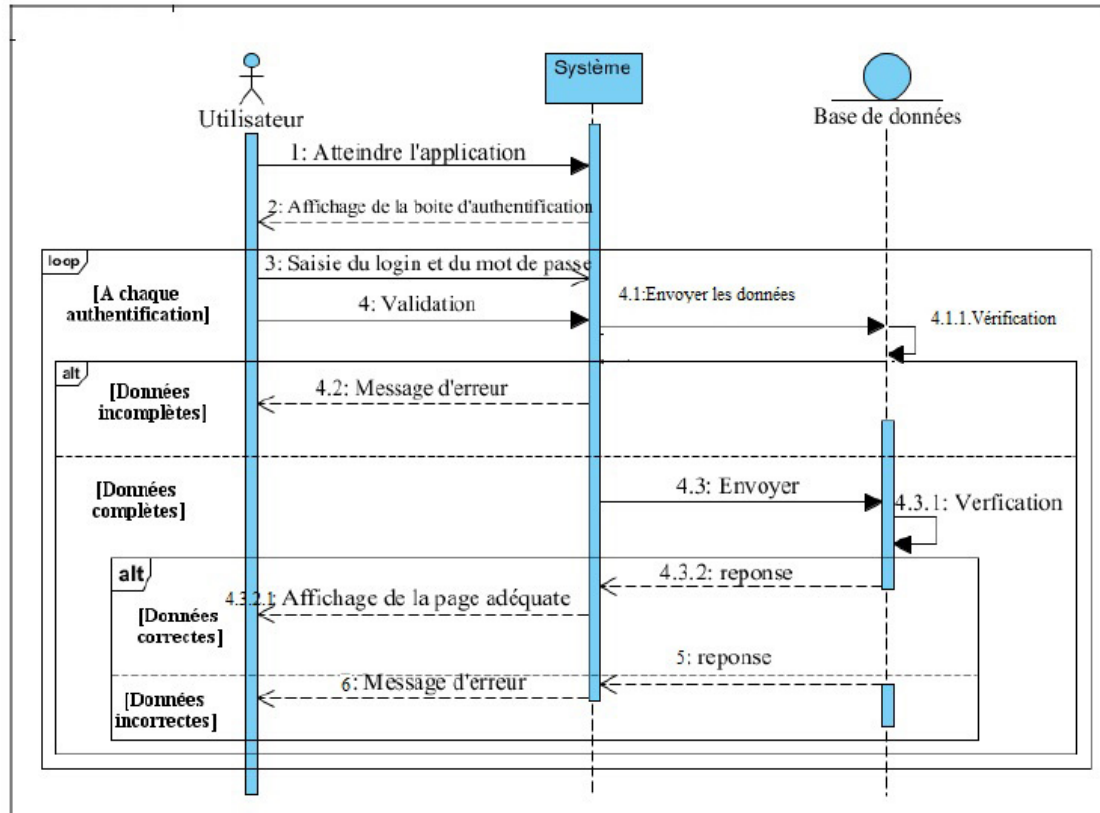 Système
Utilisateur
Base de données
1: Atteindre l'application
2: Affichage de la boite d'authentification
loop
3: Saisie du login et du mot de passe
[A chaque
authentification]
4: Validation
4.1:Envoyer les données
4.1.1.Vérification
alt
[Données
incomplètes]
4.2: Message d'erreur
[Données
complètes]
4.3: Envoyer
4.3.1: Verfication
alt
4.3.2: reponse
4.3.2.1: Affichage de la page adéquate
[Données
correctes]
5: reponse
6: Message d'erreur
[Données
incorrectes]